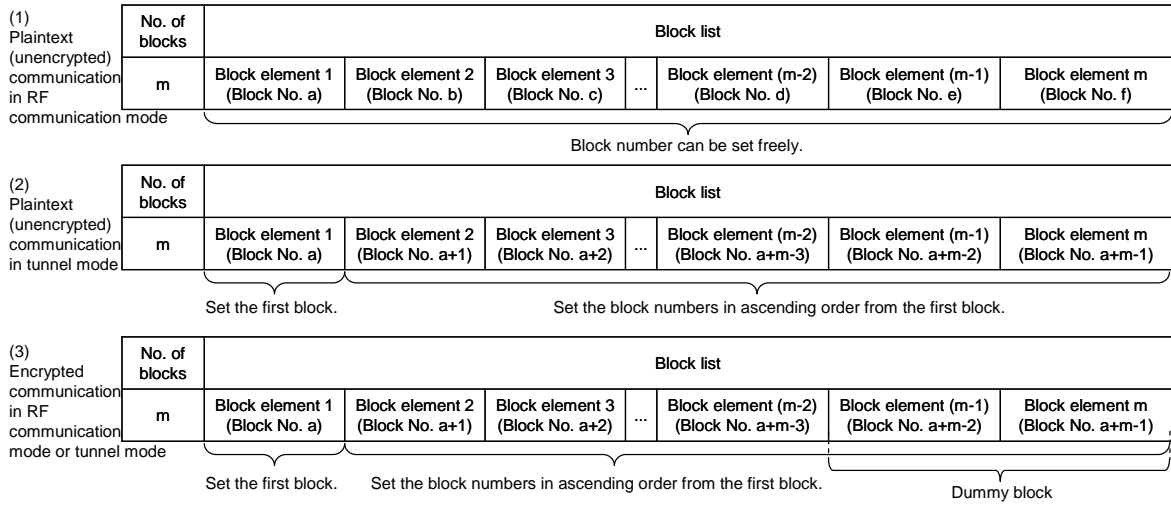 (1)
Plaintext
(unencrypted)
communication
in RF
communication mode
No. of
blocks
Block list
m
Block element 1
(Block No. a)
Block element 2
(Block No. b)
Block element 3
(Block No. c)
...
Block element (m-2)
(Block No. d)
Block element (m-1)
(Block No. e)
Block element m
(Block No. f)
Block number can be set freely.
(2)
Plaintext
(unencrypted)
communication
in tunnel mode
No. of
blocks
Block list
m
Block element 1
(Block No. a)
Block element 2
(Block No. a+1)
Block element 3
(Block No. a+2)
...
Block element (m-2)
(Block No. a+m-3)
Block element (m-1)
(Block No. a+m-2)
Block element m
(Block No. a+m-1)
Set the first block.
Set the block numbers in ascending order from the first block.
(3)
Encrypted
communication
in RF
communication
mode or tunnel mode
No. of
blocks
Block list
m
Block element 1
(Block No. a)
Block element 2
(Block No. a+1)
Block element 3
(Block No. a+2)
...
Block element (m-2)
(Block No. a+m-3)
Block element (m-1)
(Block No. a+m-2)
Block element m
(Block No. a+m-1)
Set the first block.
Set the block numbers in ascending order from the first block.
Dummy block